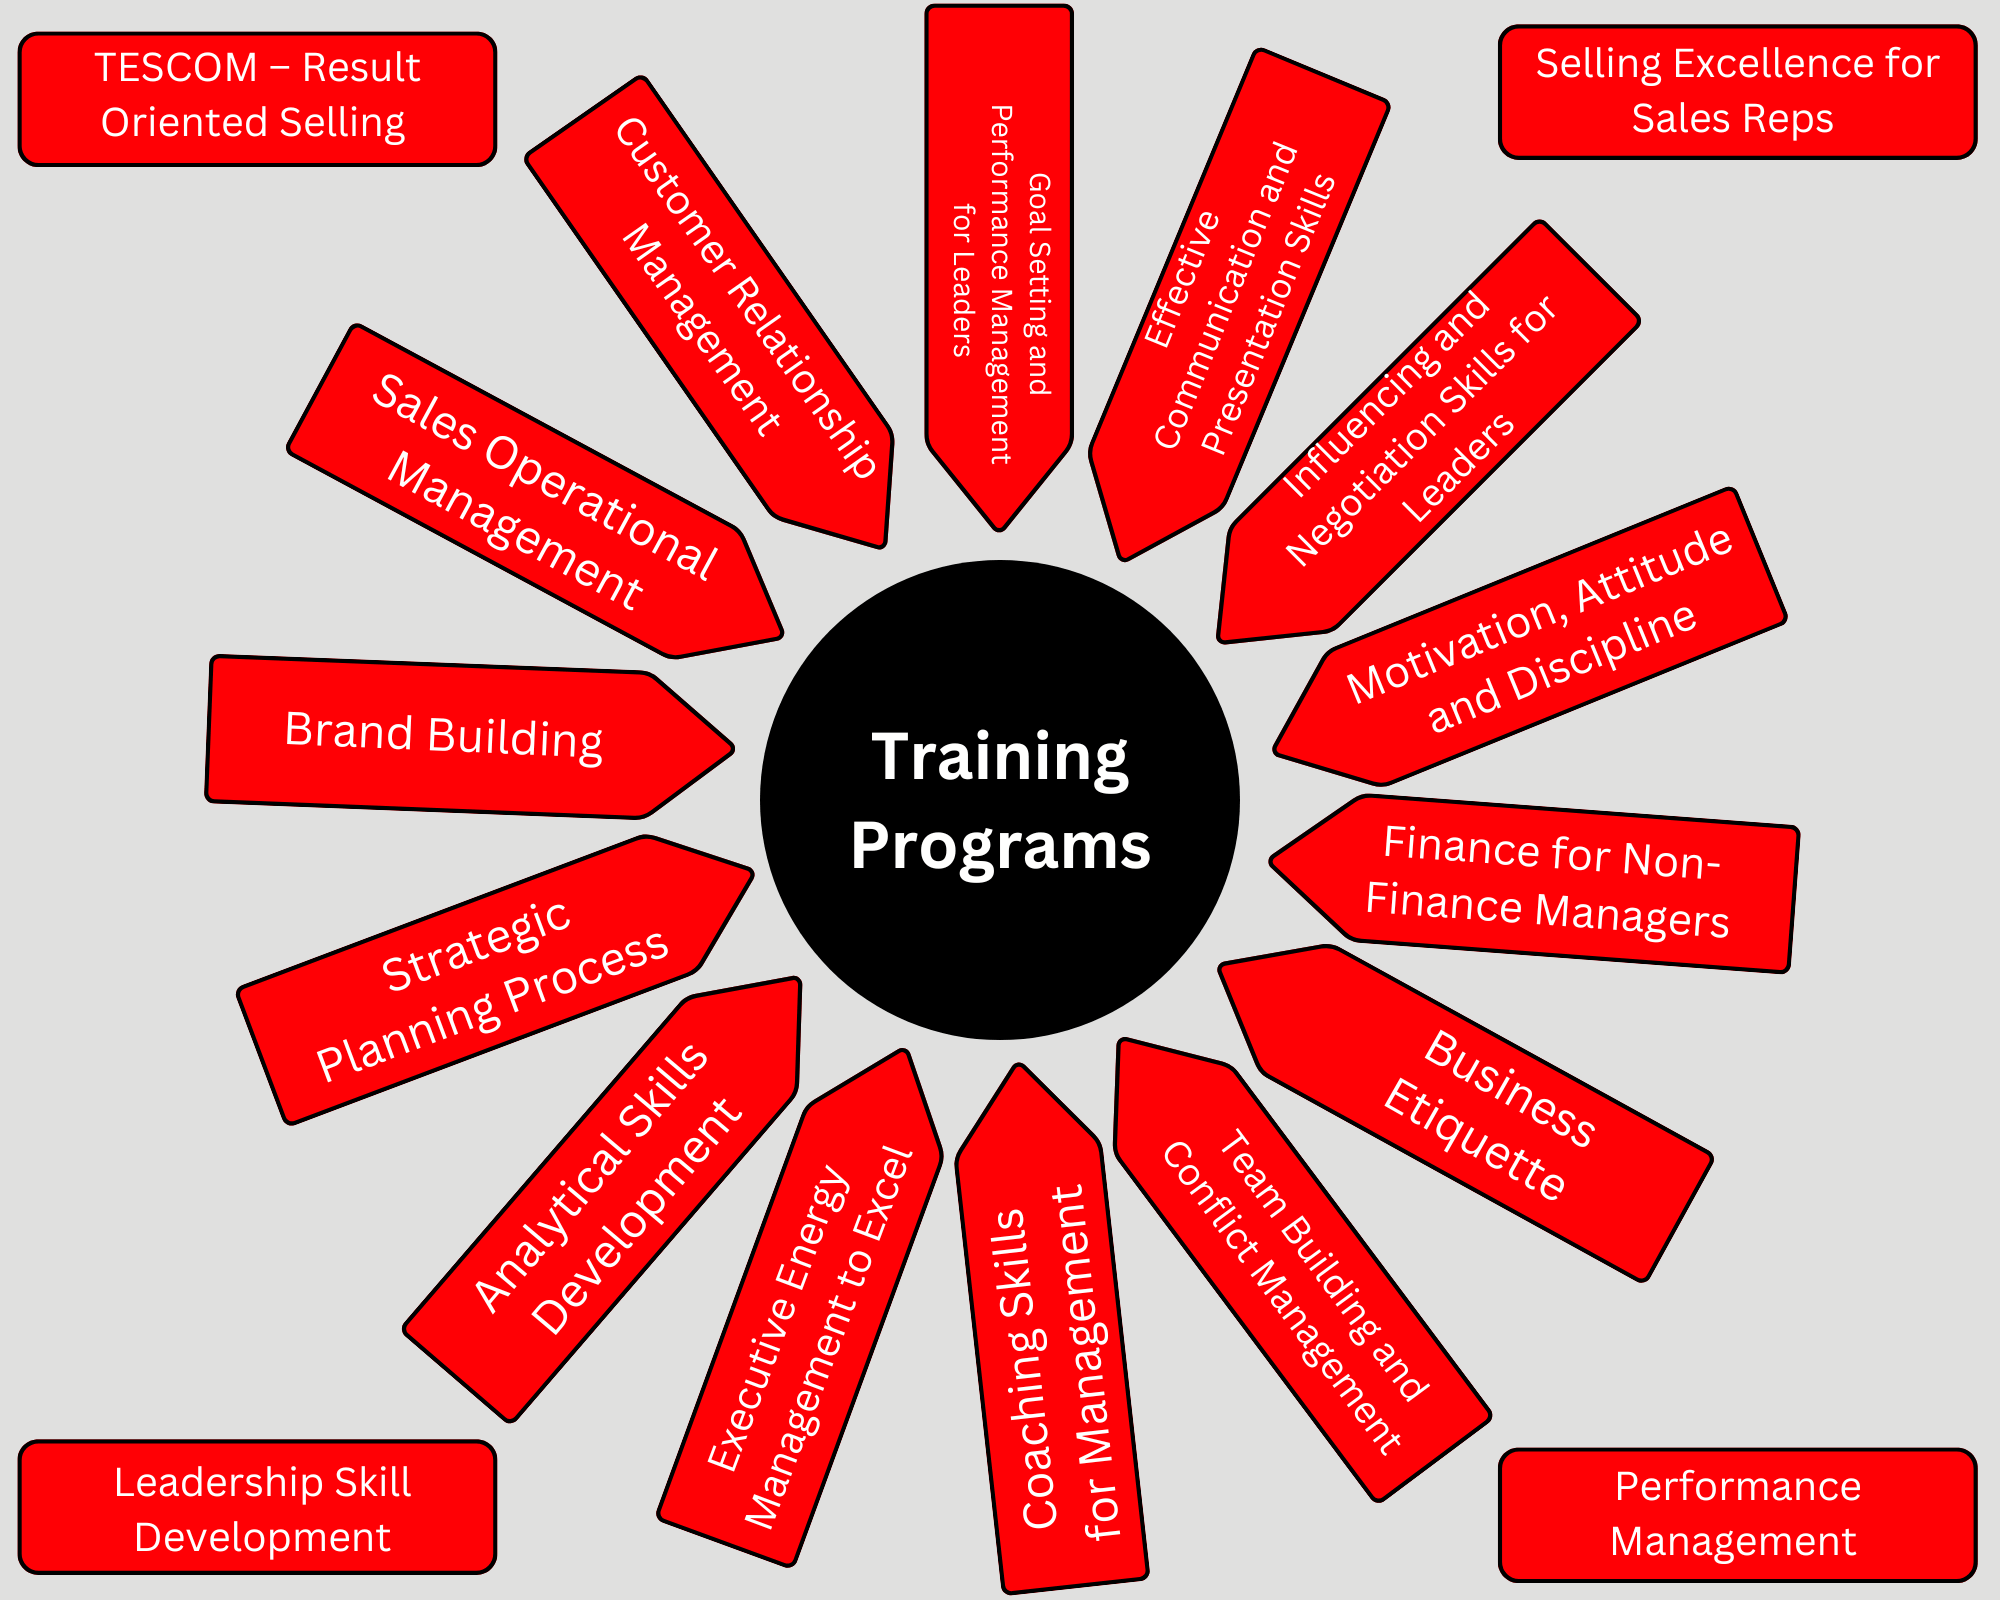 TESCOM – Result
Oriented Selling
Selling Excellence for
Sales Reps
Goal Setting and
Performance Management
for Leaders
Effective
Communication and
Presentation Skills
Influencing and
Negotiation Skills for
Leaders
Motivation, Attitude
and Discipline
Finance for Non-
Finance Managers
Business
Etiquette
Team Building and
Conflict Management
Coaching Skills
for Management
Executive Energy
Management to Excel
Analytical Skills
Development
Strategic
Planning Process
Brand Building
Sales Operational
Management
Customer Relationship
Management
Training
Programs
Leadership Skill
Development
Performance
Management